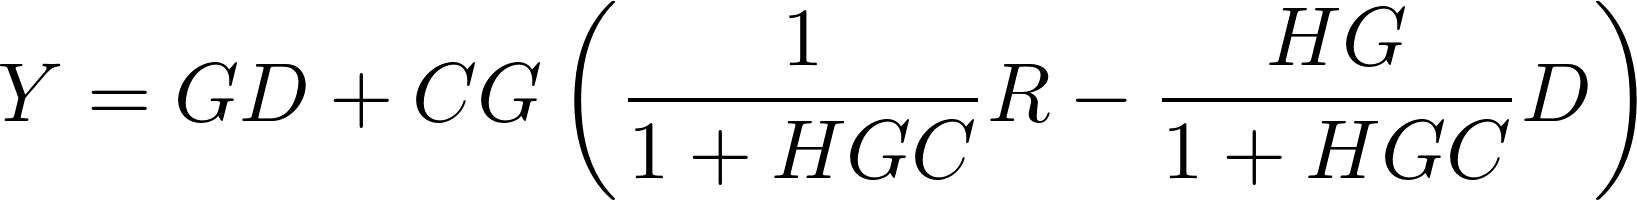 Y = GD + CG \left( \frac{1}{1 + HGC} R - \frac{HG}{1 + HGC} D \right)